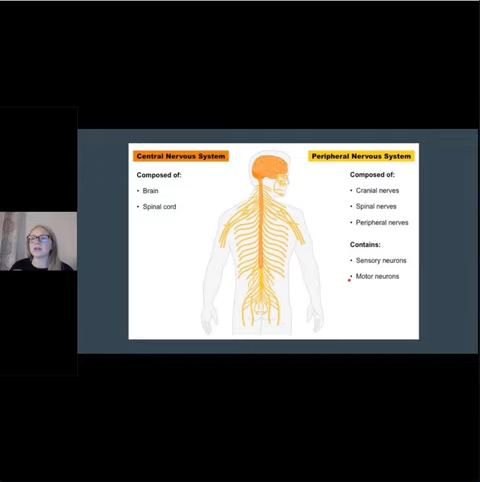 Central Nervous System
Composed of:
• Brain
• Spinal cord
Peripheral Nervous System
Composed of:
• Cranial nerves
• Spinal nerves
• Peripheral nerves
Contains:
• Sensory neurons
• Motor neurons